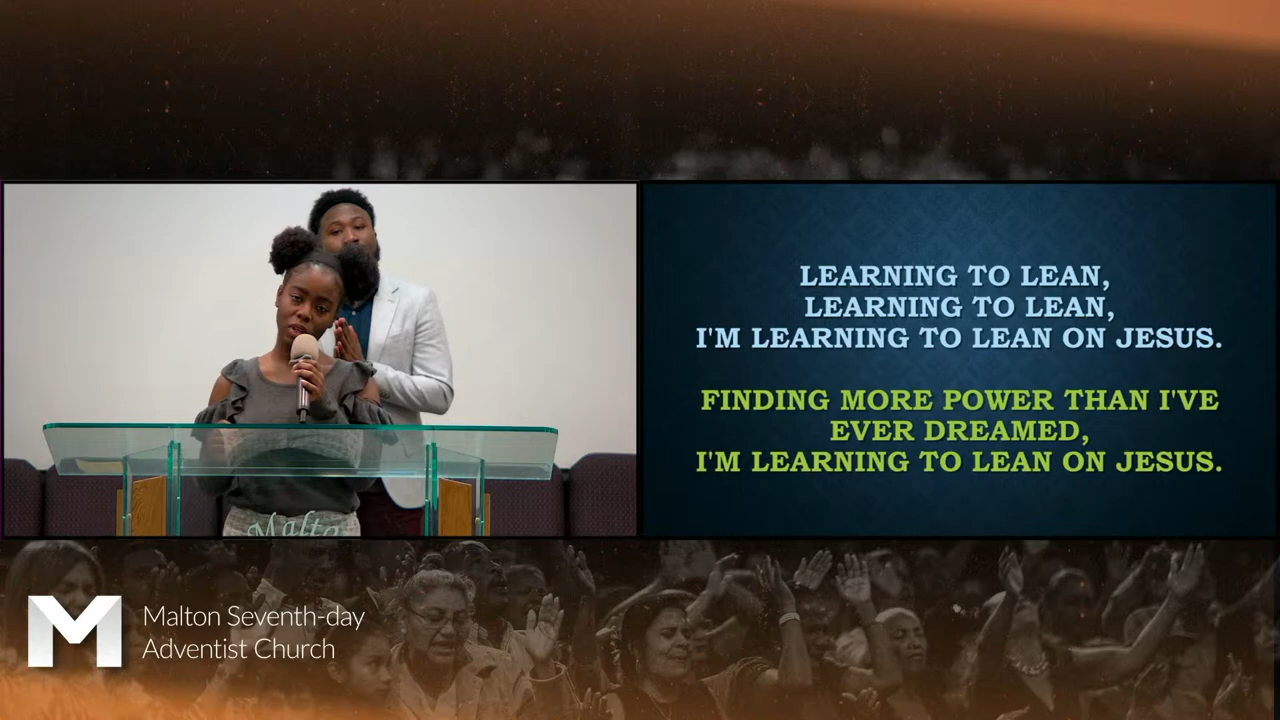 LEARNING TO LEAN,
LEARNING TO LEAN,
I'M LEARNING TO LEAN ON JESUS.
FINDING MORE POWER THAN I'VE
EVER DREAMED,
I'M LEARNING TO LEAN ON JESUS.
Malto
M
Malton Seventh-day
Adventist Church